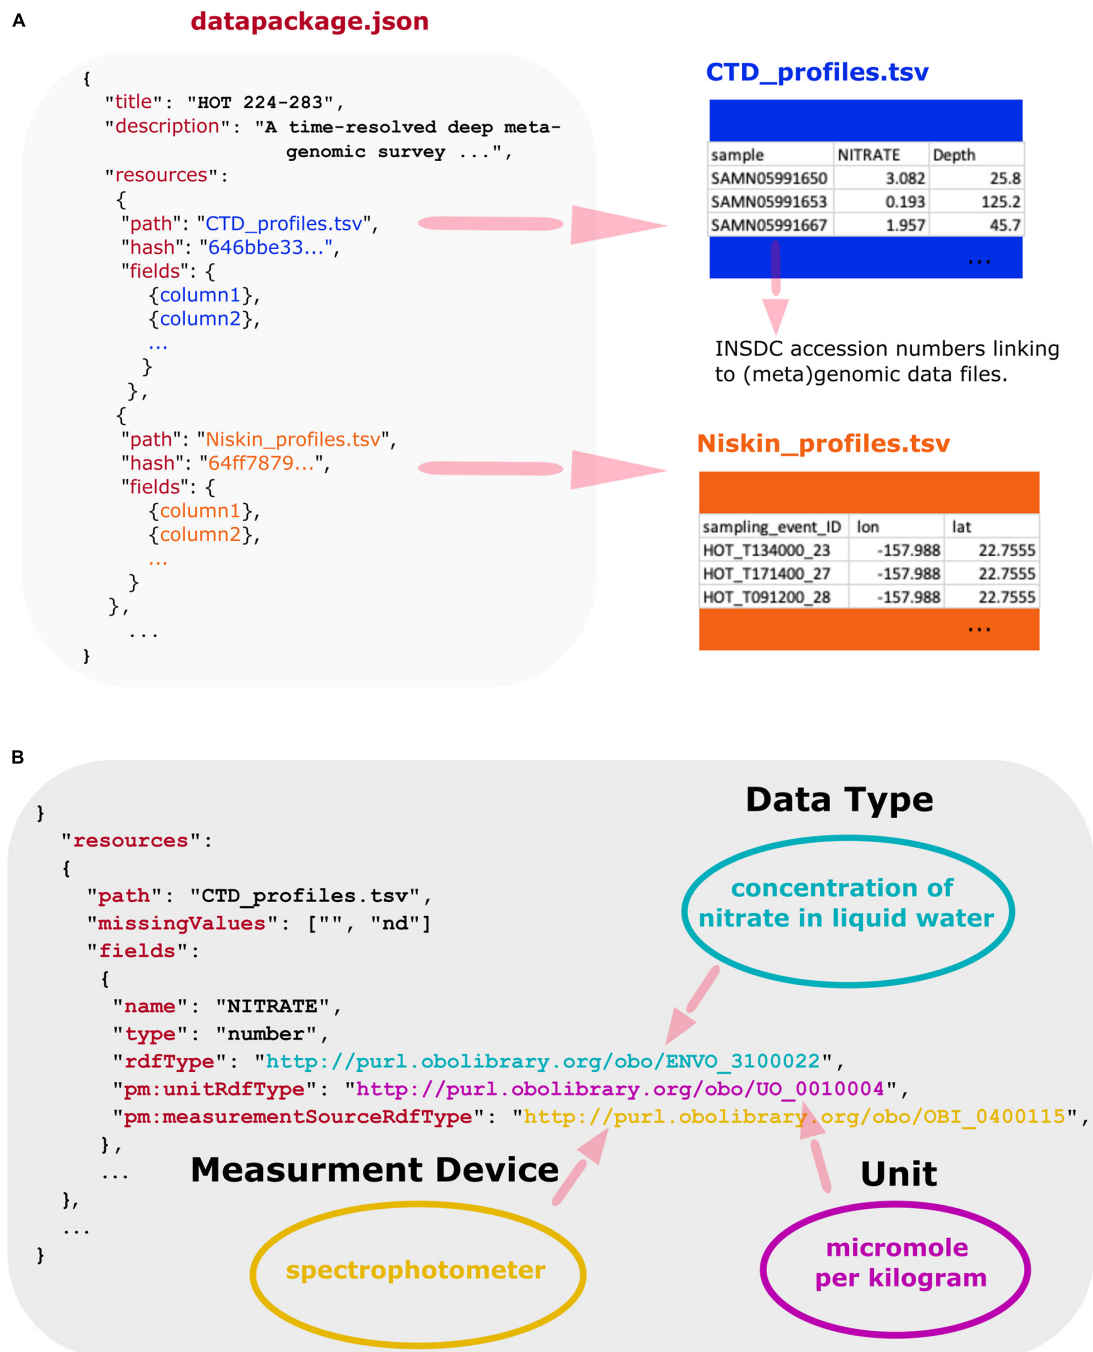 A
datapackage.json
{
"title": "HOT 224-283",
"description": "A time-resolved deep meta-
genomic survey ...",
"resources":
{
"path": "CTD_profiles.tsv",
"hash": "646bbe33...",
"fields": {
{column1},
{column2},
...
}
},
{
"path": "Niskin_profiles.tsv",
"hash": "64ff7879...",
"fields": {
{column1},
{column2},
...
}
},
...
}
CTD_profiles.tsv
sample NITRATE Depth
SAMN05991650 3.082 25.8
SAMN05991653 0.193 125.2
SAMN05991667 1.957 45.7
...
INSDC accession numbers linking
to (meta)genomic data files.
Niskin_profiles.tsv
sampling_event_ID lon lat
HOT_T134000_23 -157.988 22.7555
HOT_T171400_27 -157.988 22.7555
HOT_T091200_28 -157.988 22.7555
...
B
}
"resources":
{
"path": "CTD_profiles.tsv",
"missingValues": ["", "nd"]
"fields":
{
"name": "NITRATE",
"type": "number",
"rdfType": "http://purl.obolibrary.org/obo/ENVO_3100022",
"pm:unitRdfType": "http://purl.obolibrary.org/obo/UO_0010004",
"pm:measurementSourceRdfType": "http://purl.obolibrary.org/obo/OBI_0400115",
},
...
},
...
}
Data Type
concentration of
nitrate in liquid water
Measurment Device
spectrophotometer
Unit
micromole
per kilogram